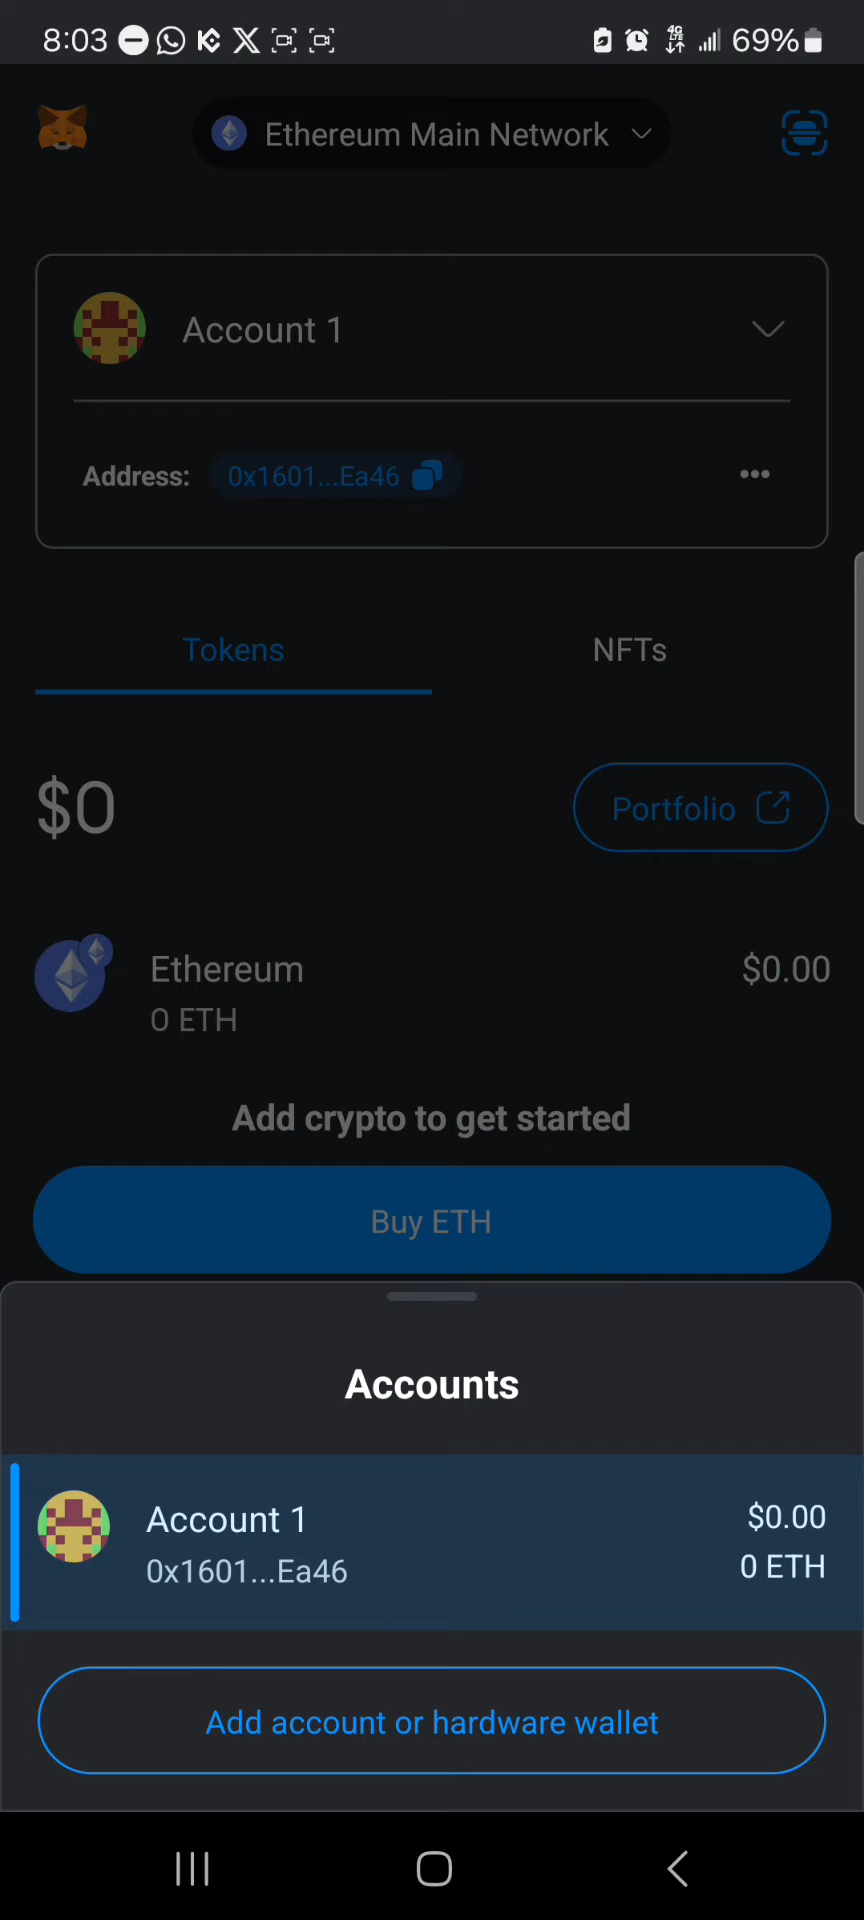 8:03
4G
LTE
69%
Ethereum Main Network
Account 1
Address: 0x1601...Ea46
Tokens
NFTs
$0
Portfolio
Ethereum
$0.00
0 ETH
Add crypto to get started
Buy ETH
Accounts
Account 1
$0.00
0x1601...Ea46
0 ETH
Add account or hardware wallet